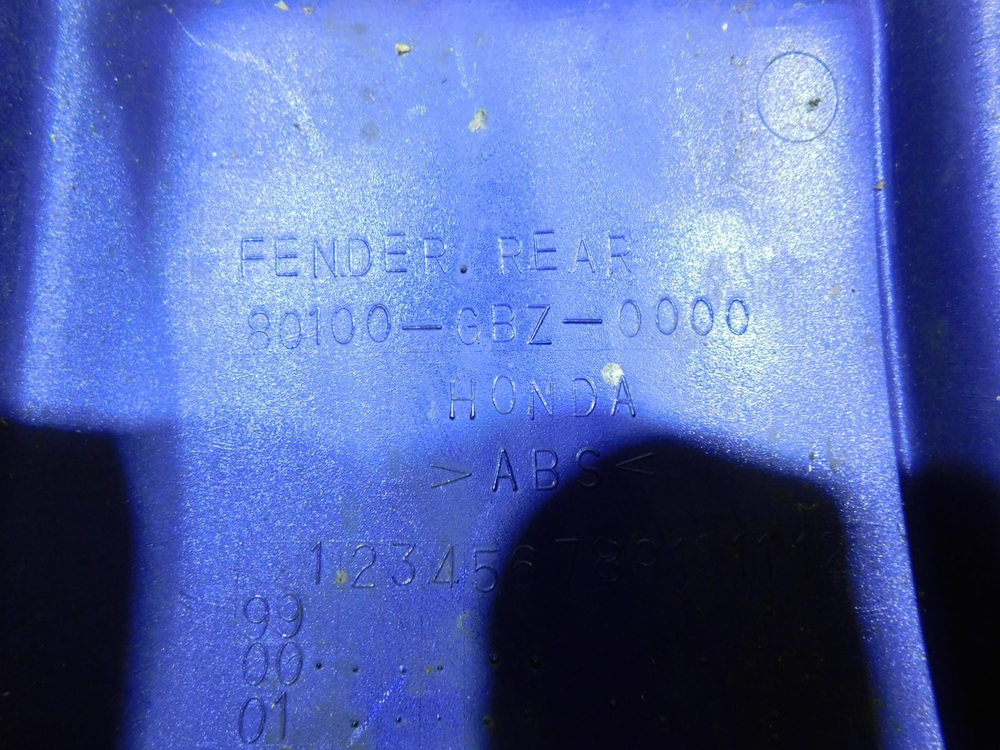 FENDER. REAR
80100-GBZ-0000
HONDA
>ABS<
1 2 3 4 5 6 7 8 9 10 11 12
99
00
01